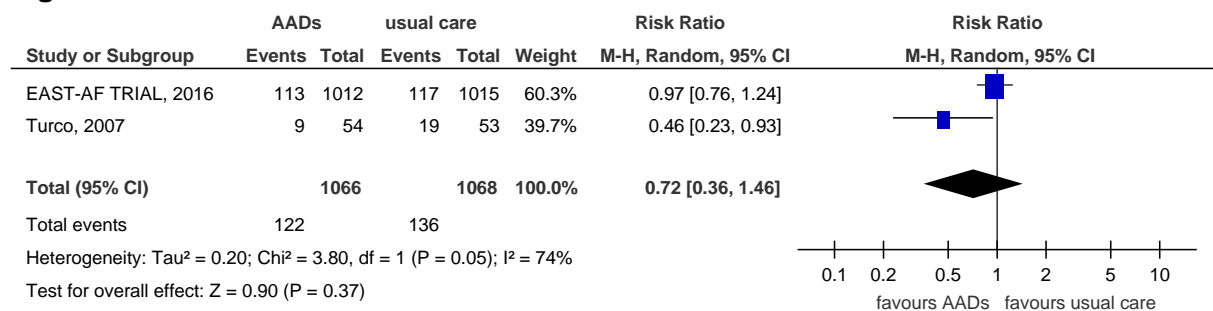 AADs usual care Risk Ratio Risk Ratio
Study or Subgroup Events Total Events Total Weight M-H, Random, 95% CI M-H, Random, 95% CI
EAST-AF TRIAL, 2016 113 1012 117 1015 60.3% 0.97 [0.76, 1.24]
Turco, 2007 9 54 19 53 39.7% 0.46 [0.23, 0.93]
Total (95% CI) 1066 1068 100.0% 0.72 [0.36, 1.46]
Total events 122 136
Heterogeneity: Tau² = 0.20; Chi² = 3.80, df = 1 (P = 0.05); I² = 74%
Test for overall effect: Z = 0.90 (P = 0.37)
0.1 0.2 0.5 1 2 5 10
favours AADs favours usual care